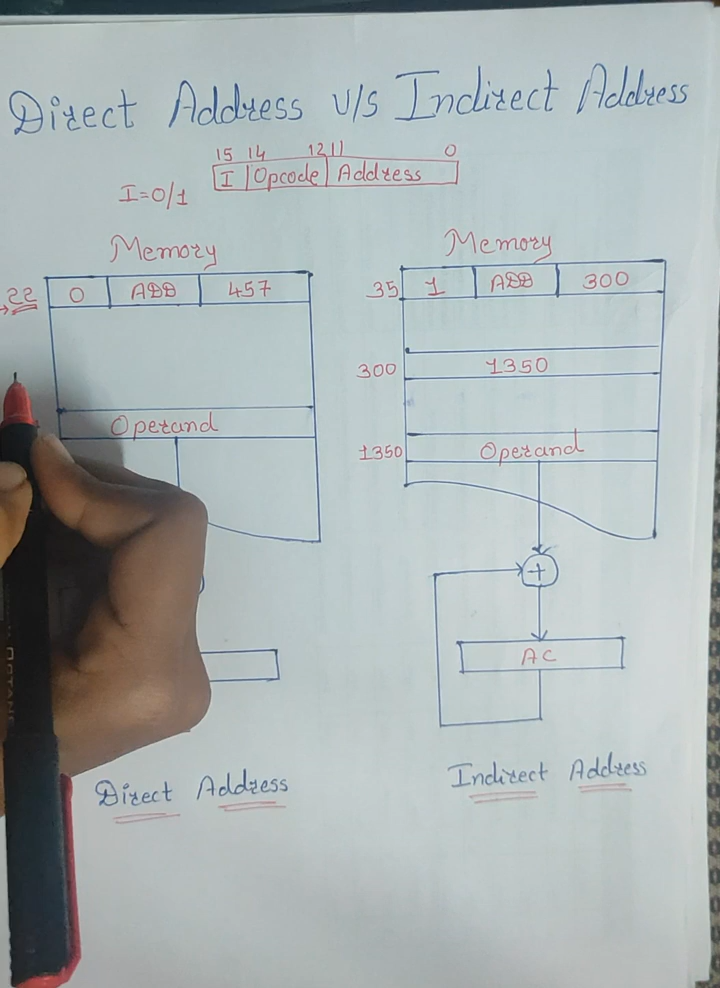 Direct Address v/s Indirect Address
15 14 12 11 0
I Opcode Address
I=0/1
Memory
22 0 ADD 457
Operand
Direct Address
Memory
35 1 ADD 300
300 1350
1350 Operand
+
AC
Indirect Address